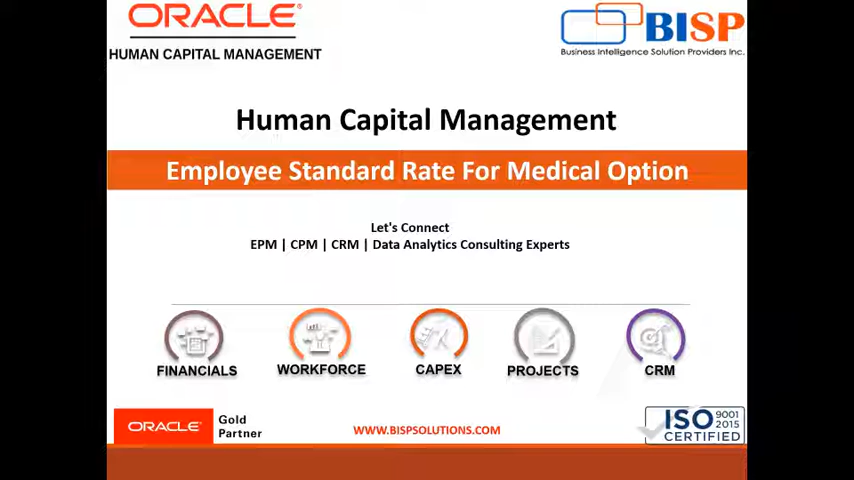 ORACLE®
HUMAN CAPITAL MANAGEMENT
BISP
Business Intelligence Solution Providers Inc.
Human Capital Management
Employee Standard Rate For Medical Option
Let's Connect
EPM | CPM | CRM | Data Analytics Consulting Experts
FINANCIALS
WORKFORCE
CAPEX
PROJECTS
CRM
ORACLE®
Gold
Partner
WWW.BISPSOLUTIONS.COM
ISO 9001
2015
CERTIFIED